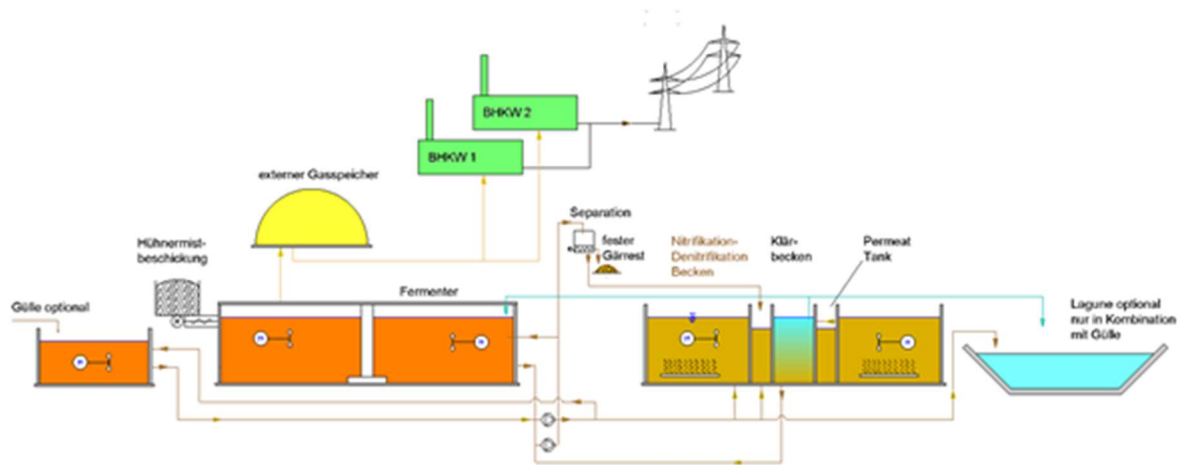 BHKW 2
BHKW 1
externer Gasspeicher
Separation
Hühnermist-
beschickung
fester
Gärrest
Nitrifikation-
Denitrifikation
Becken
Klär-
becken
Permeat
Tank
Gülle optional
Fermenter
Lagune optional
nur in Kombination
mit Gülle